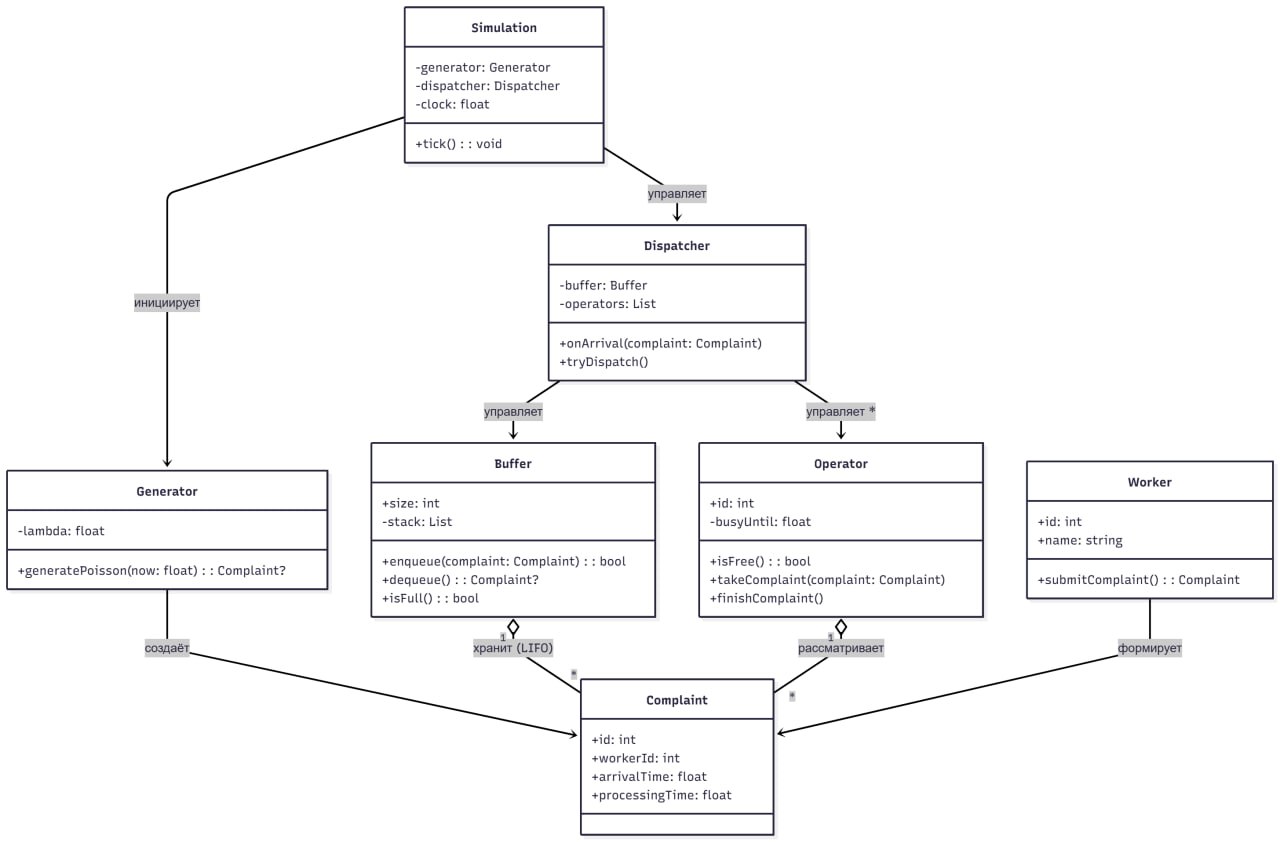 Simulation
-generator: Generator
-dispatcher: Dispatcher
-clock: float
+tick() : : void
управляет
Dispatcher
-buffer: Buffer
-operators: List
+onArrival(complaint: Complaint)
+tryDispatch()
инициирует
управляет
управляет *
Generator
-lambda: float
+generatePoisson(now: float) : : Complaint?
Buffer
+size: int
-stack: List
+enqueue(complaint: Complaint) : : bool
+dequeue() : : Complaint?
+isFull() : : bool
Operator
+id: int
-busyUntil: float
+isFree() : : bool
+takeComplaint(complaint: Complaint)
+finishComplaint()
Worker
+id: int
+name: string
+submitComplaint() : : Complaint
создаёт
1
хранит (LIFO)
*
1
рассматривает
*
формирует
Complaint
+id: int
+workerId: int
+arrivalTime: float
+processingTime: float